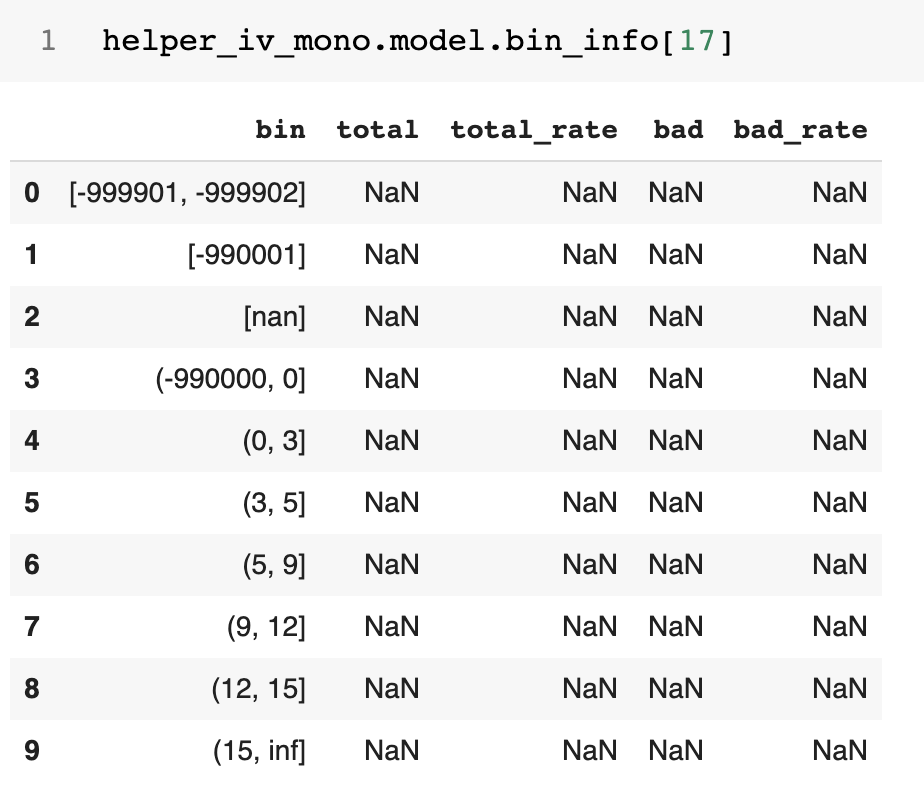 1 helper_iv_mono.model.bin_info[17]
bin total total_rate bad bad_rate
0 [-999901, -999902] NaN NaN NaN NaN
1 [-990001] NaN NaN NaN NaN
2 [nan] NaN NaN NaN NaN
3 (-990000, 0] NaN NaN NaN NaN
4 (0, 3] NaN NaN NaN NaN
5 (3, 5] NaN NaN NaN NaN
6 (5, 9] NaN NaN NaN NaN
7 (9, 12] NaN NaN NaN NaN
8 (12, 15] NaN NaN NaN NaN
9 (15, inf] NaN NaN NaN NaN